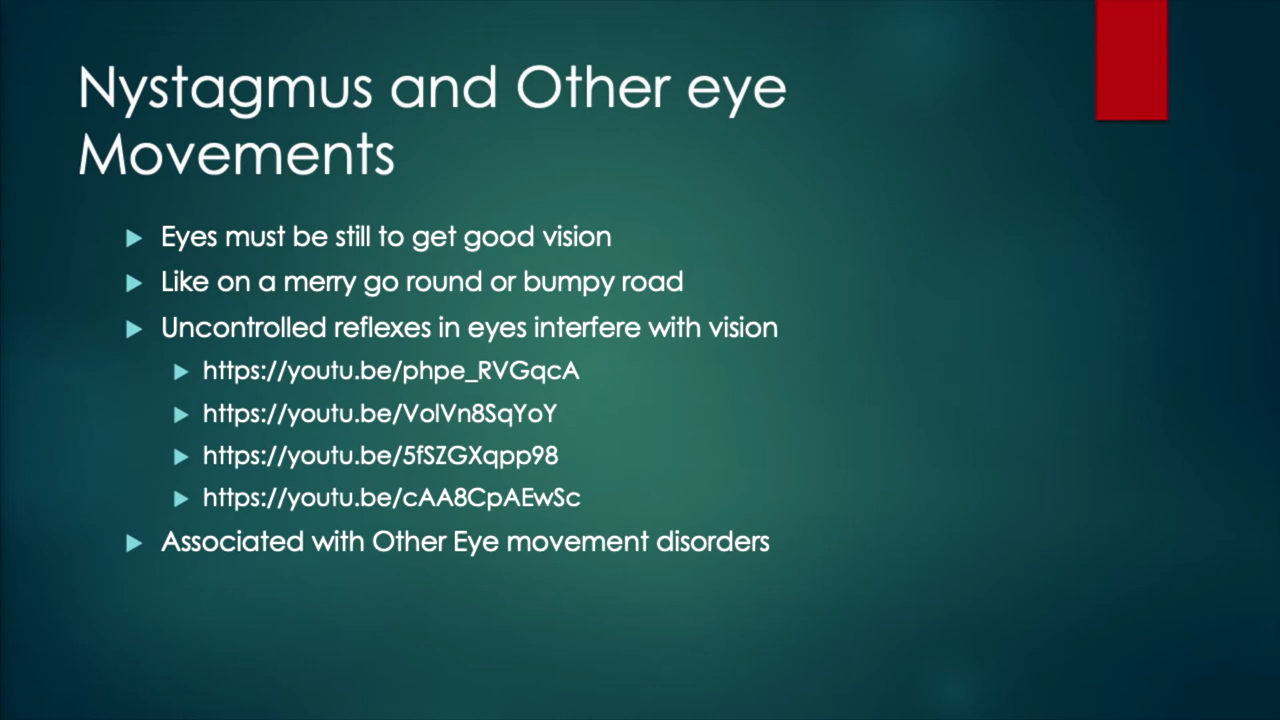 Nystagmus and Other eye
Movements
Eyes must be still to get good vision
Like on a merry go round or bumpy road
Uncontrolled reflexes in eyes interfere with vision
https://youtu.be/phpe_RVGqcA
https://youtu.be/VolVn8SqYoY
https://youtu.be/5fSZGXqpp98
https://youtu.be/cAA8CpAEwSc
Associated with Other Eye movement disorders